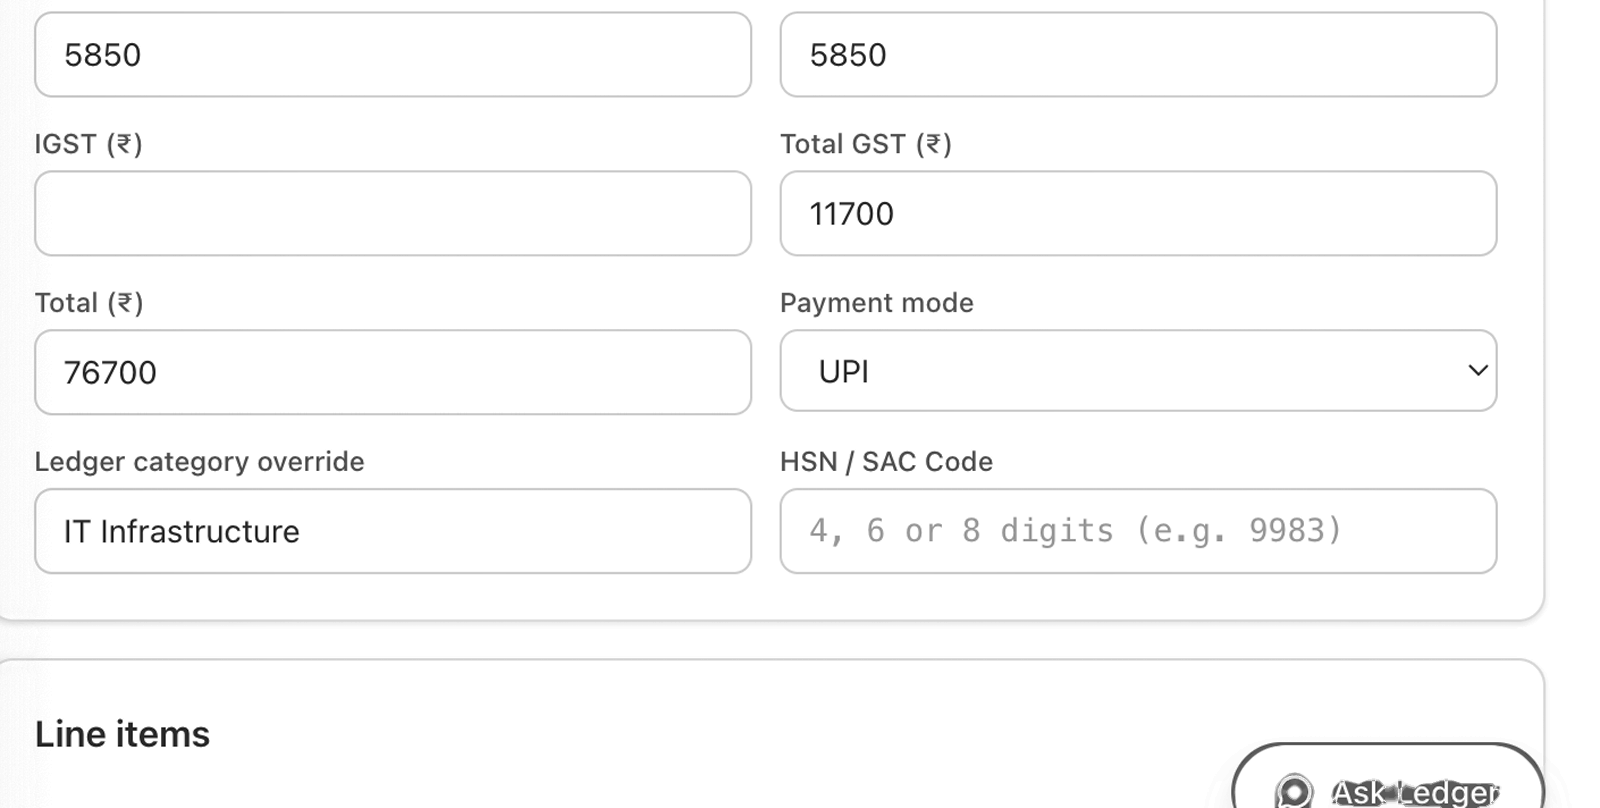 5850 5850
IGST (₹) Total GST (₹)
11700
Total (₹) Payment mode
76700 UPI
Ledger category override HSN / SAC Code
IT Infrastructure 4, 6 or 8 digits (e.g. 9983)
Line items
Ask Ledger